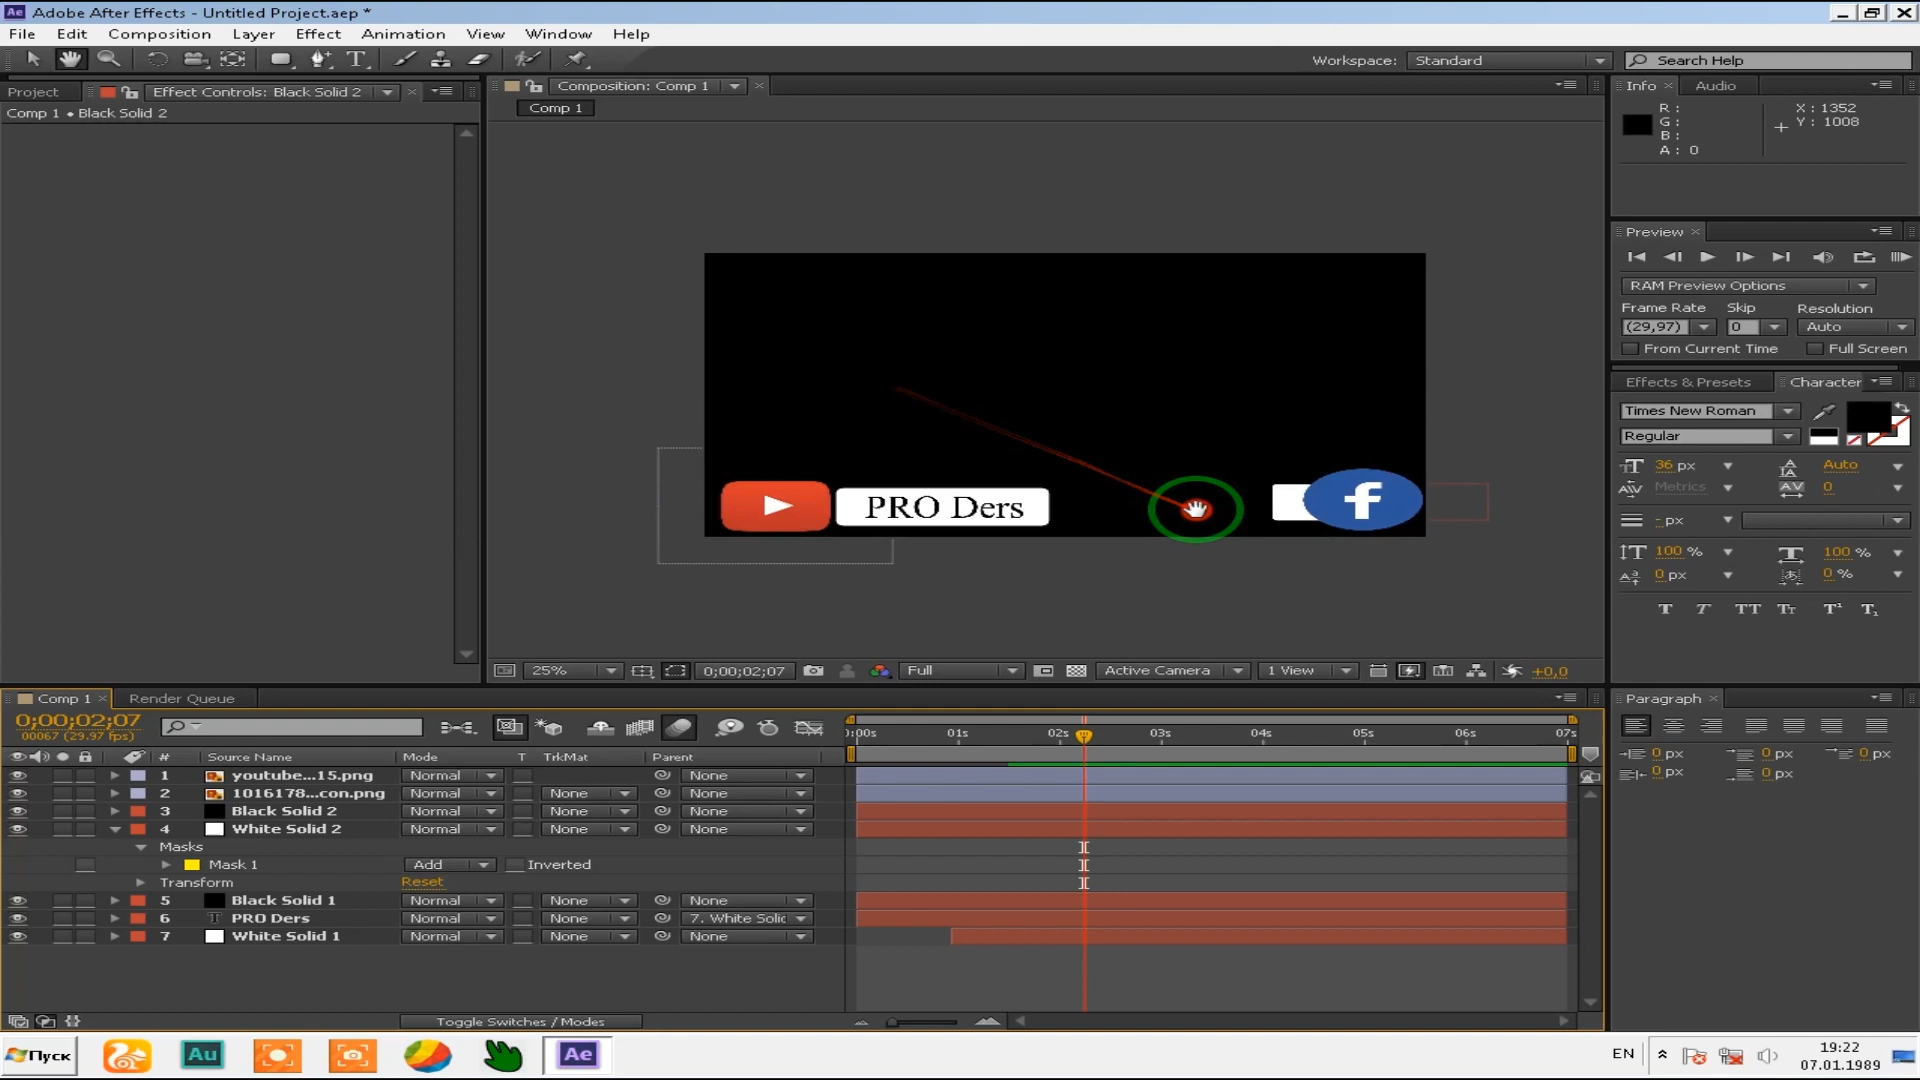 Ae Adobe After Effects - Untitled Project.aep *
File Edit Composition Layer Effect Animation View Window Help
Workspace: Standard Search Help
Project Effect Controls: Black Solid 2
Comp 1 • Black Solid 2
Composition: Comp 1
Comp 1
Info Audio
R : X : 1352
G : Y : 1008
B :
A : 0
Preview
RAM Preview Options
Frame Rate Skip Resolution
(29,97) 0 Auto
From Current Time Full Screen
Effects & Presets Character
Times New Roman
Regular
36 px Auto
Metrics 0
- px
100 % 100 %
0 px 0 %
T T TT Tt T¹ T₁
PRO Ders
f
25% 0;00;02;07 Full Active Camera 1 View +0,0
Comp 1 Render Queue
0;00;02;07
00067 (29.97 fps)
):00s 01s 02s 03s 04s 05s 06s 07s
# Source Name Mode T TrkMat Parent
1 youtube...15.png Normal None
2 1016178...con.png Normal None None
3 Black Solid 2 Normal None None
4 White Solid 2 Normal None None
Masks
Mask 1 Add Inverted
Transform Reset
5 Black Solid 1 Normal None None
6 PRO Ders Normal None 7. White Solid
7 White Solid 1 Normal None None
Toggle Switches / Modes
Paragraph
0 px 0 px 0 px
0 px 0 px
Пуск Au Ae EN 19:22
07.01.1989